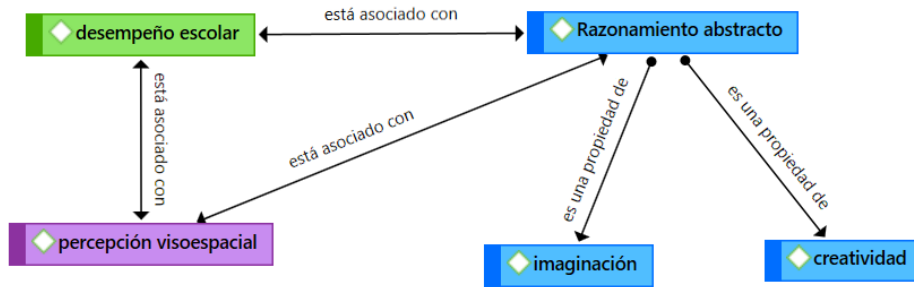 está asociado con
desempeño escolar
Razonamiento abstracto
está asociado con
está asociado con
es una propiedad de
es una propiedad de
percepción visoespacial
imaginación
creatividad